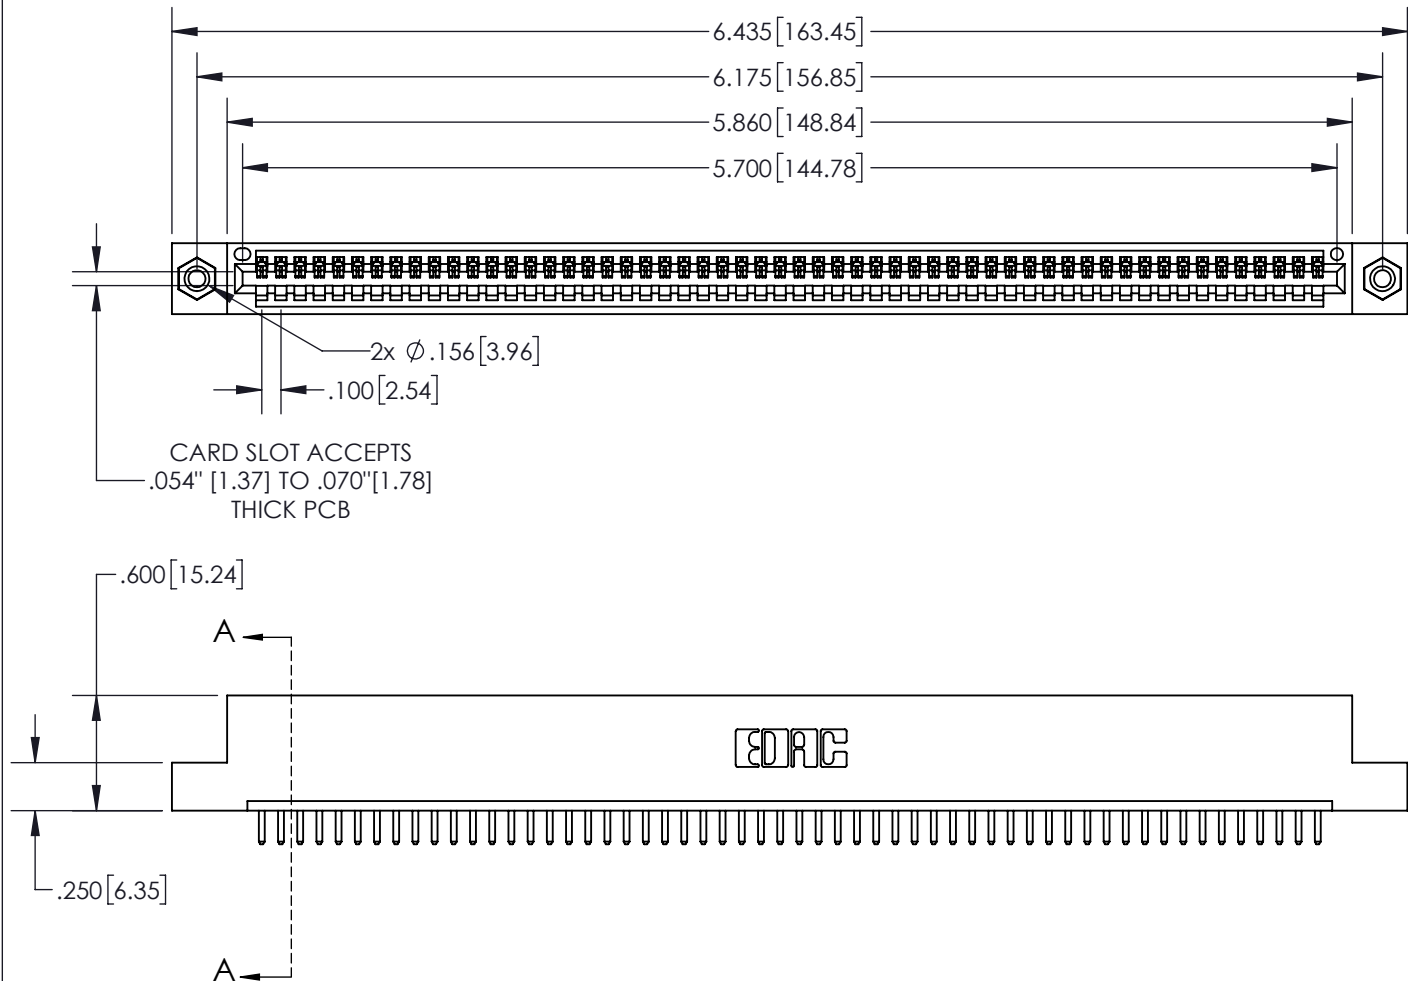 6.435[163.45]
6.175[156.85]
5.860[148.84]
5.700[144.78]
2x Ø.156[3.96]
.100[2.54]
CARD SLOT ACCEPTS
.054" [1.37] TO .070"[1.78]
THICK PCB
.600[15.24]
A
EDAC
.250[6.35]
A